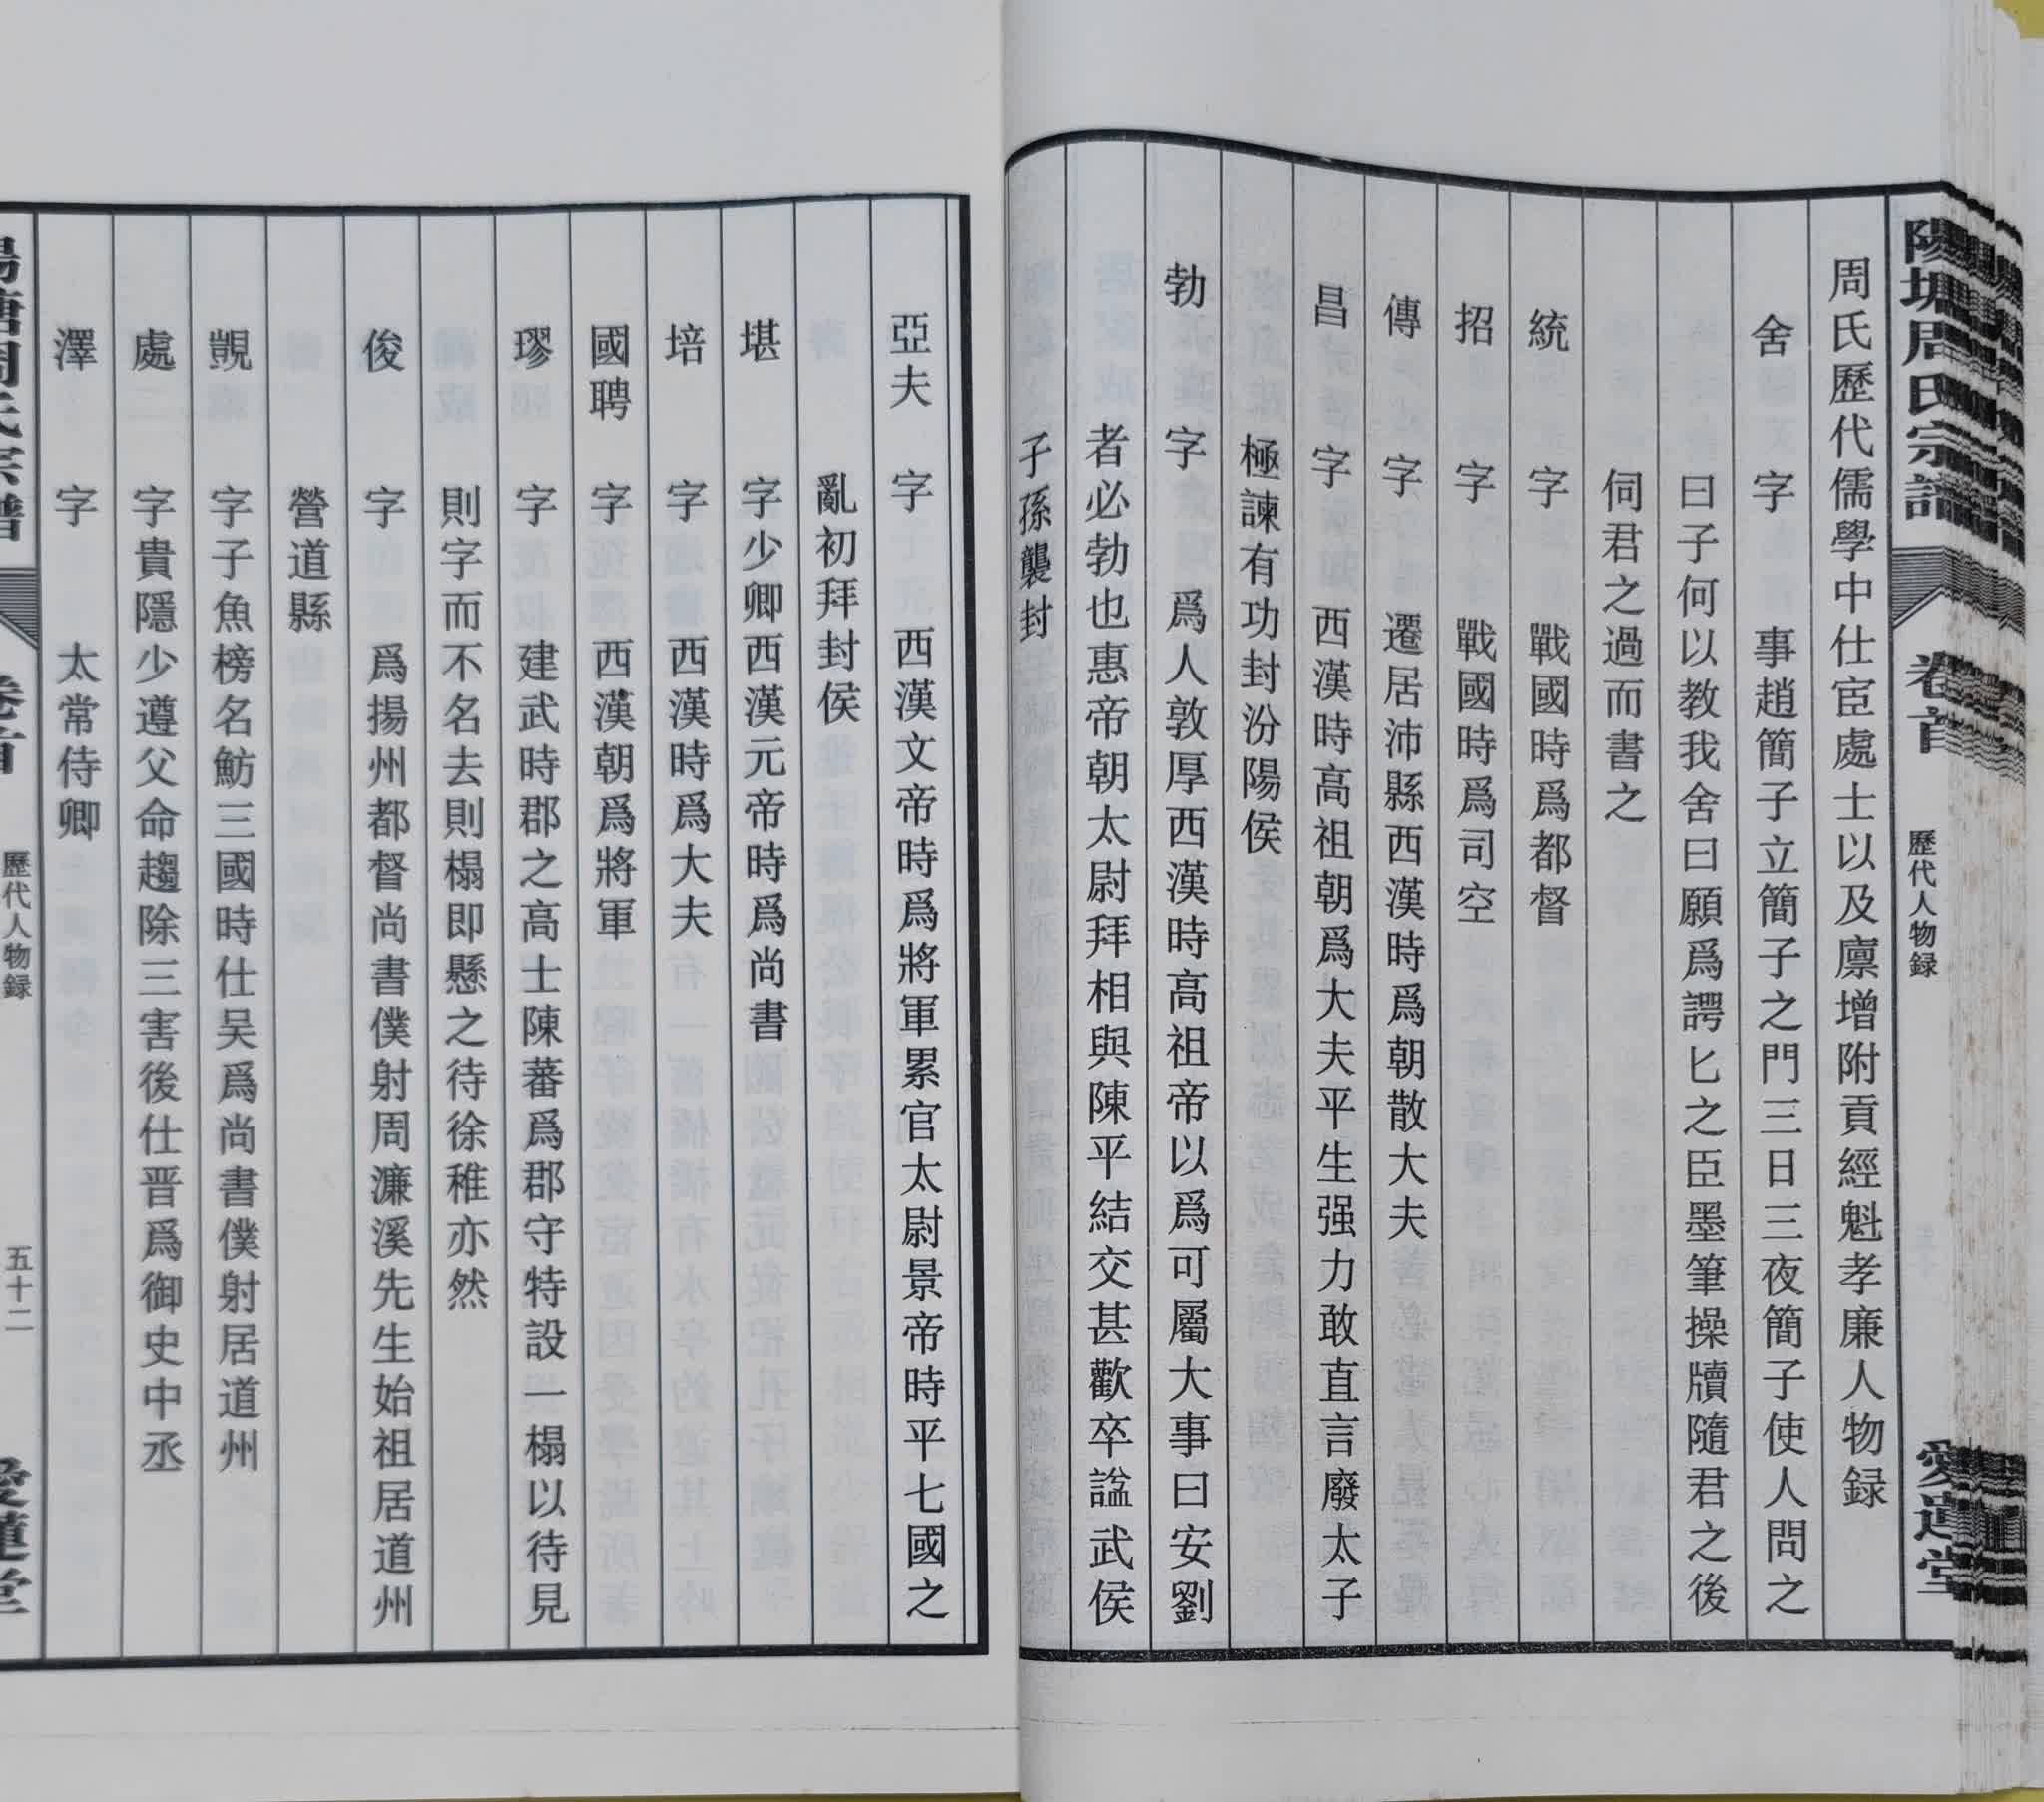 陽塘周氏宗譜 卷首 歷代人物録 愛蓮堂
周氏歷代儒學中仕宦處士以及廪增附貢經魁孝廉人物録
舍 字 事趙簡子立簡子之門三日三夜簡子使人問之
曰子何以教我舍曰願爲諤匕之臣墨筆操牘隨君之後
伺君之過而書之
統 字 戰國時爲都督
招 字 戰國時爲司空
傳 字 遷居沛縣西漢時爲朝散大夫
昌 字 西漢時高祖朝爲大夫平生强力敢直言廢太子
極諫有功封汾陽侯
勃 字 爲人敦厚西漢時高祖帝以爲可屬大事曰安劉
者必勃也惠帝朝太尉拜相與陳平結交甚歡卒諡武侯
子孫襲封
亞夫 字 西漢文帝時爲將軍累官太尉景帝時平七國之
亂初拜封侯
堪 字少卿西漢元帝時爲尚書
培 字 西漢時爲大夫
國聘 字 西漢朝爲將軍
璆 字 建武時郡之高士陳蕃爲郡守特設一榻以待見
則字而不名去則榻即懸之待徐稚亦然
俊 字 爲揚州都督尚書僕射周濂溪先生始祖居道州
營道縣
覬 字子魚榜名魴三國時仕吴爲尚書僕射居道州
處 字貴隱少遵父命趨除三害後仕晋爲御史中丞
澤 字 太常侍卿
陽塘周氏宗譜 卷首 歷代人物録 五十二 愛蓮堂